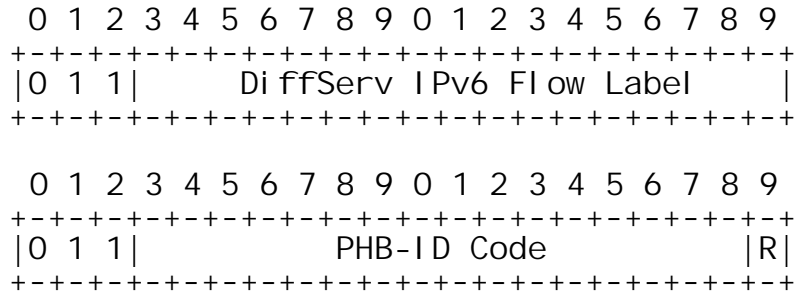 0 1 2 3 4 5 6 7 8 9 0 1 2 3 4 5 6 7 8 9
+-+-+-+-+-+-+-+-+-+-+-+-+-+-+-+-+-+-+-+-+
|0 1 1|     DiffServ IPv6 Flow Label    |
+-+-+-+-+-+-+-+-+-+-+-+-+-+-+-+-+-+-+-+-+
 0 1 2 3 4 5 6 7 8 9 0 1 2 3 4 5 6 7 8 9
+-+-+-+-+-+-+-+-+-+-+-+-+-+-+-+-+-+-+-+-+
|0 1 1|          PHB-ID Code          |R|
+-+-+-+-+-+-+-+-+-+-+-+-+-+-+-+-+-+-+-+-+